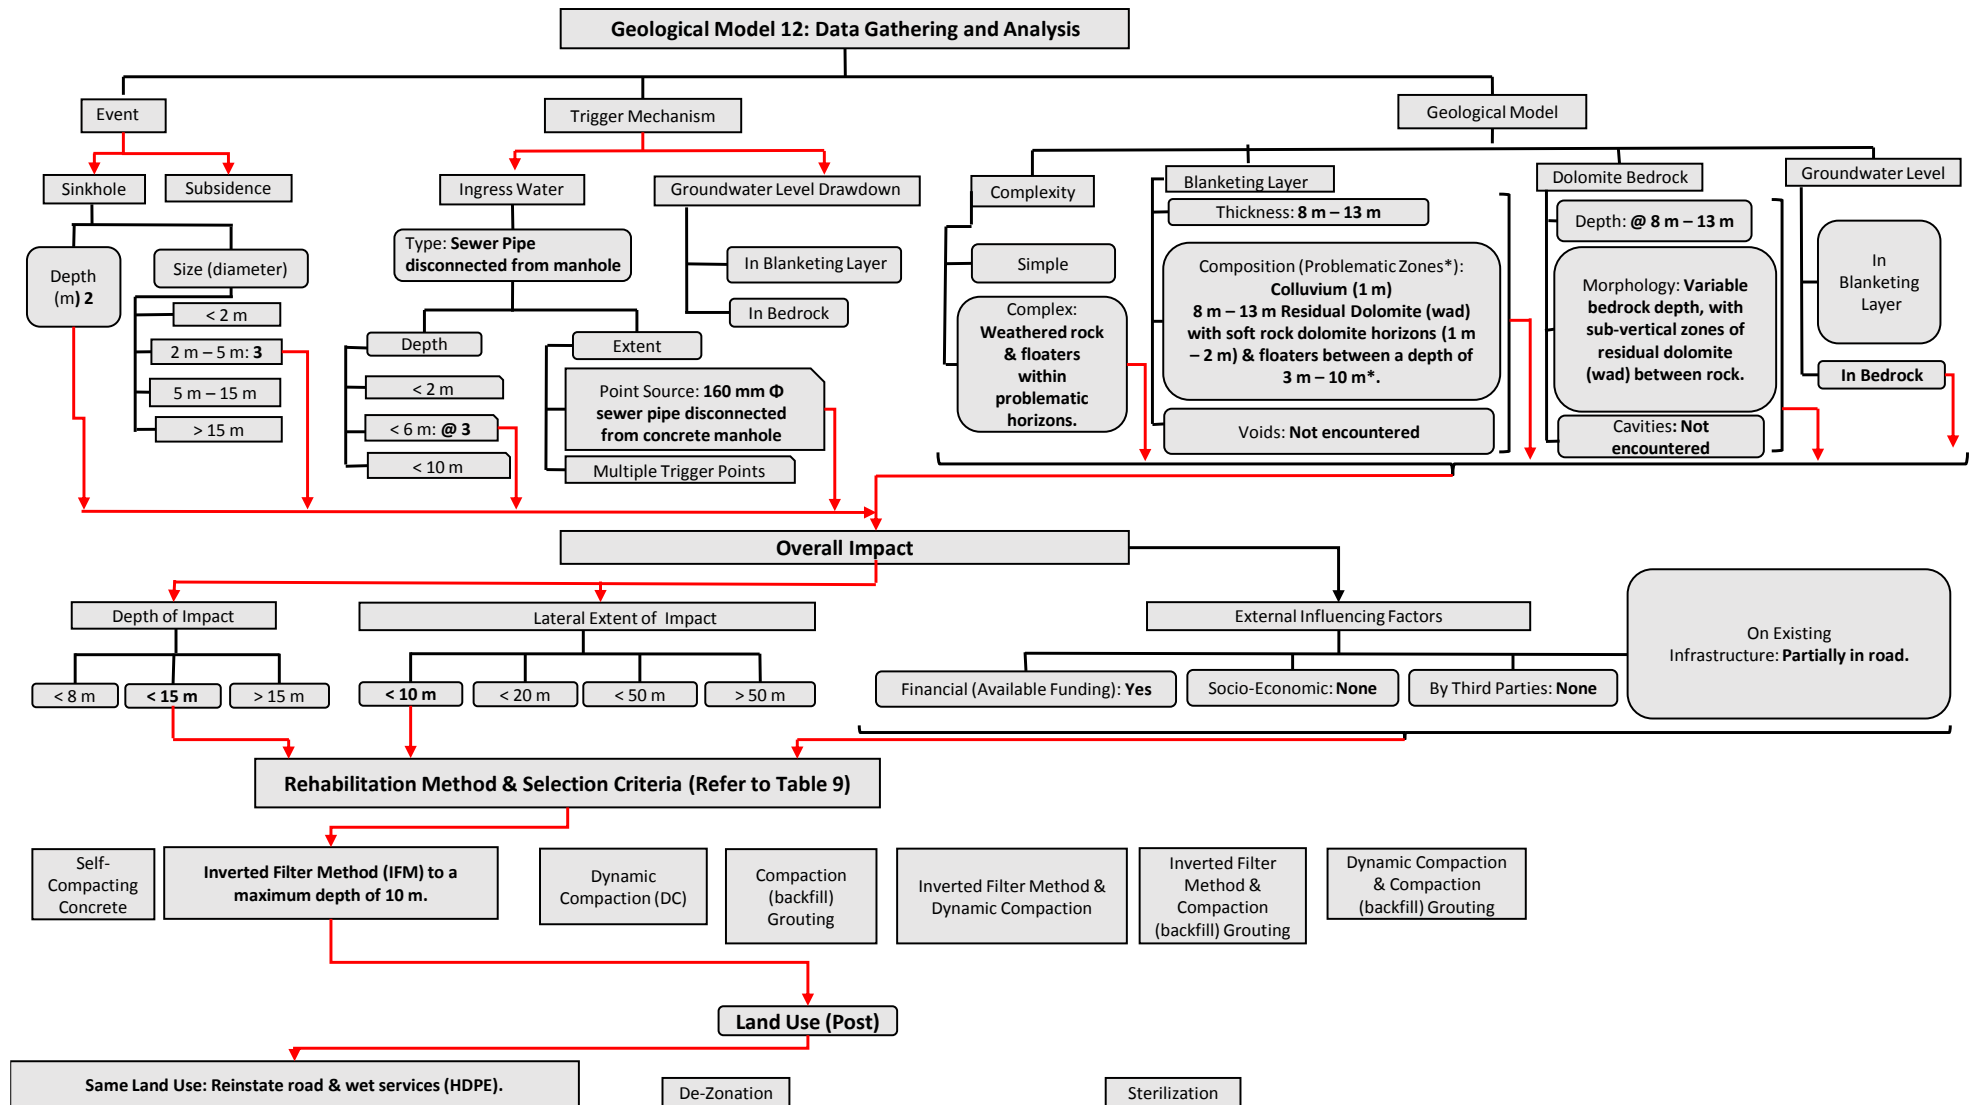 Geological Model 12: Data Gathering and Analysis
Event
Trigger Mechanism
Geological Model
Sinkhole
Subsidence
Ingress Water
Groundwater Level Drawdown
Complexity
Blanketing Layer
Dolomite Bedrock
Groundwater Level
Depth
(m) 2
Size (diameter)
< 2 m
2 m – 5 m: 3
5 m – 15 m
> 15 m
Type: Sewer Pipe
disconnected from manhole
Depth
< 2 m
< 6 m: @ 3
< 10 m
Extent
Point Source: 160 mm Φ
sewer pipe disconnected
from concrete manhole
Multiple Trigger Points
In Blanketing Layer
In Bedrock
Simple
Complex:
Weathered rock
& floaters
within
problematic
horizons.
Thickness: 8 m – 13 m
Composition (Problematic Zones*):
Colluvium (1 m)
8 m – 13 m Residual Dolomite (wad)
with soft rock dolomite horizons (1 m
– 2 m) & floaters between a depth of
3 m – 10 m*.
Voids: Not encountered
Depth: @ 8 m – 13 m
Morphology: Variable
bedrock depth, with
sub-vertical zones of
residual dolomite
(wad) between rock.
Cavities: Not
encountered
In
Blanketing
Layer
In Bedrock
Overall Impact
Depth of Impact
Lateral Extent of Impact
External Influencing Factors
On Existing
Infrastructure: Partially in road.
< 8 m
< 15 m
> 15 m
< 10 m
< 20 m
< 50 m
> 50 m
Financial (Available Funding): Yes
Socio-Economic: None
By Third Parties: None
Rehabilitation Method & Selection Criteria (Refer to Table 9)
Self-
Compacting
Concrete
Inverted Filter Method (IFM) to a
maximum depth of 10 m.
Dynamic
Compaction (DC)
Compaction
(backfill)
Grouting
Inverted Filter Method &
Dynamic Compaction
Inverted Filter
Method &
Compaction
(backfill) Grouting
Dynamic Compaction
& Compaction
(backfill) Grouting
Land Use (Post)
Same Land Use: Reinstate road & wet services (HDPE).
De-Zonation
Sterilization